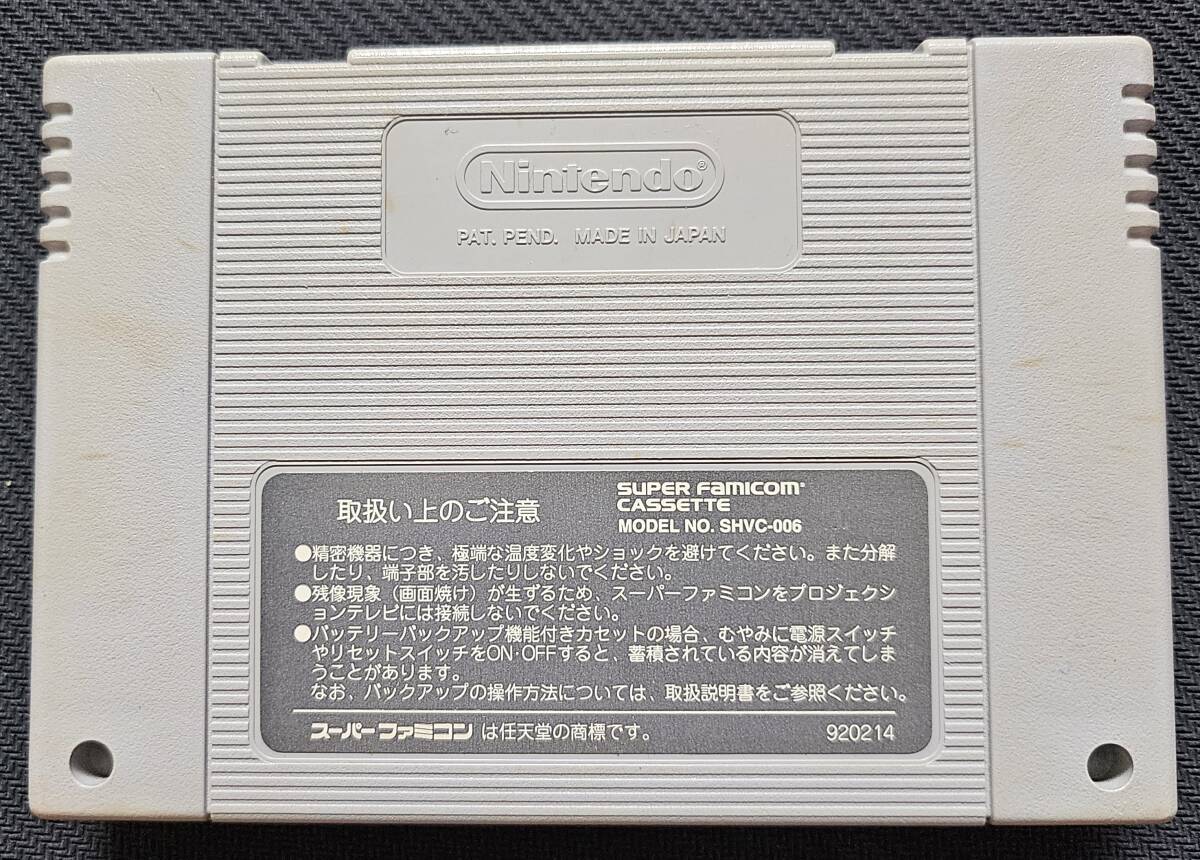 Nintendo®
PAT. PEND. MADE IN JAPAN
取扱い上のご注意
SUPER FAMICOM
CASSETTE
MODEL NO. SHVC-006
●精密機器につき、極端な温度変化やショックを避けてください。また分解
したり、端子部を汚したりしないでください。
●残像現象（画面焼け）が生ずるため、スーパーファミコンをプロジェクシ
ョンテレビには接続しないでください。
●バッテリーバックアップ機能付きカセットの場合、むやみに電源スイッチ
やリセットスイッチをON·OFFすると、蓄積されている内容が消えてしま
うことがあります。
なお、バックアップの操作方法については、取扱説明書をご参照ください。
スーパーファミコンは任天堂の商標です。 920214